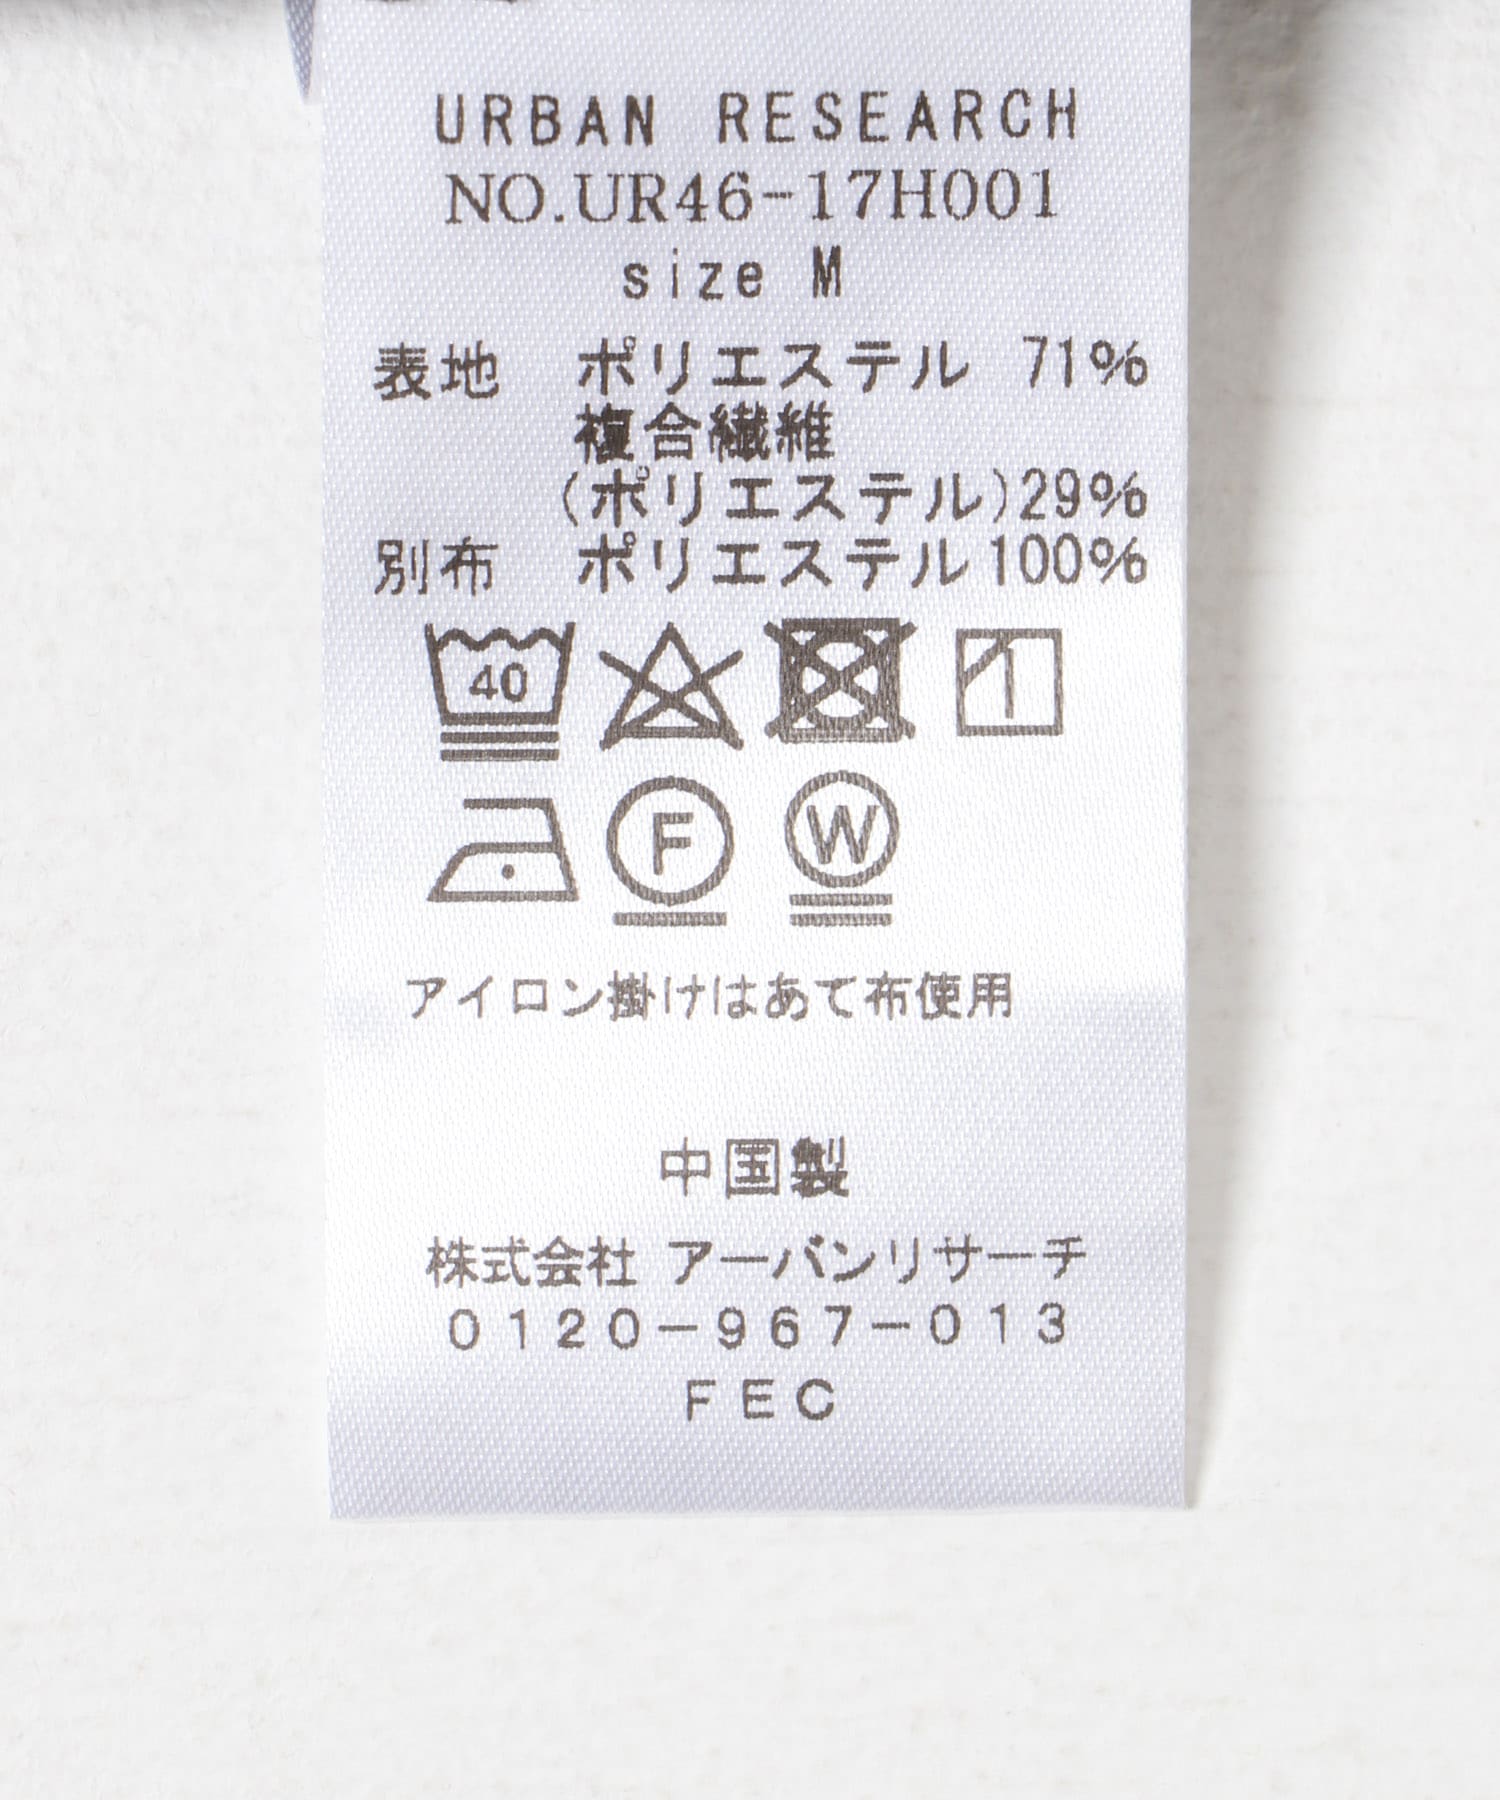 URBAN RESEARCH
NO.UR46-17H001
size M
表地 ポリエステル 71%
複合繊維
(ポリエステル)29%
別布 ポリエステル100%
40
F W
アイロン掛けはあて布使用
中国製
株式会社 アーバンリサーチ
0120-967-013
FEC